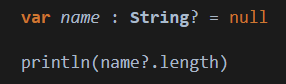 var name : String? = null
println(name?.length)